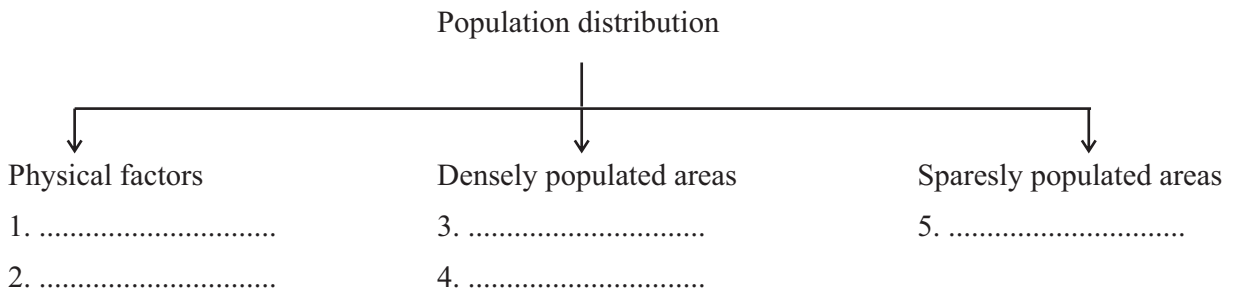 Population distribution
Physical factors Densely populated areas Sparesly populated areas
1. ............................... 3. ............................... 5. ...............................
2. ............................... 4. ...............................